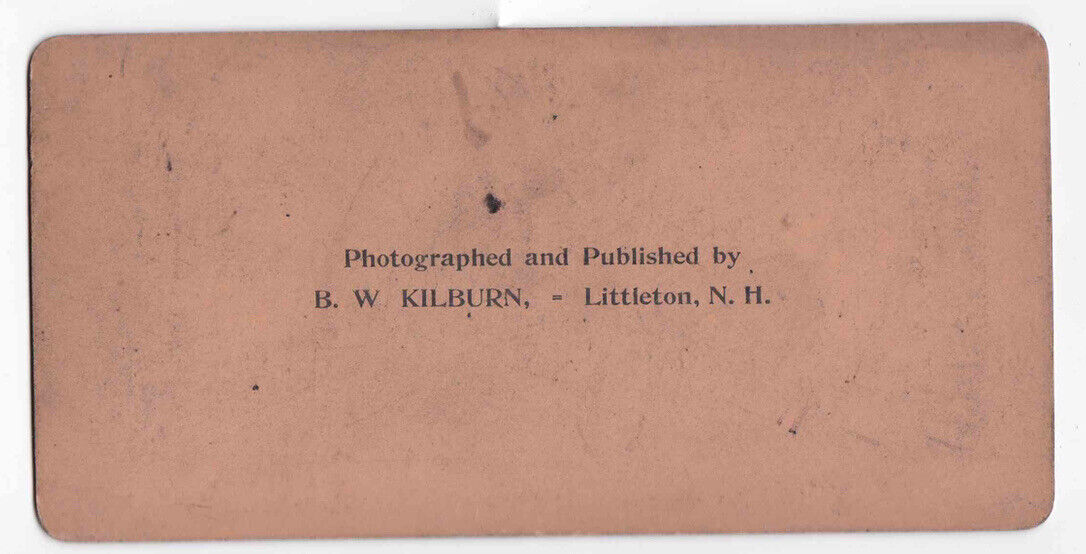 Photographed and Published by
B. W. KILBURN, = Littleton, N. H.